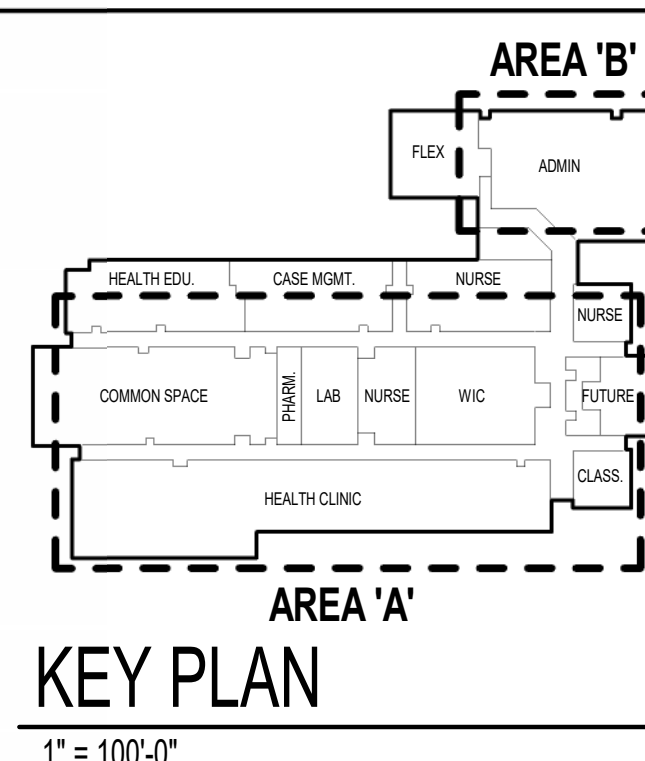 AREA 'B'
FLEX
ADMIN
HEALTH EDU.
CASE MGMT.
NURSE
NURSE
COMMON SPACE
PHARM.
LAB
NURSE
WIC
FUTURE
CLASS.
HEALTH CLINIC
AREA 'A'
KEY PLAN
1" = 100'-0"